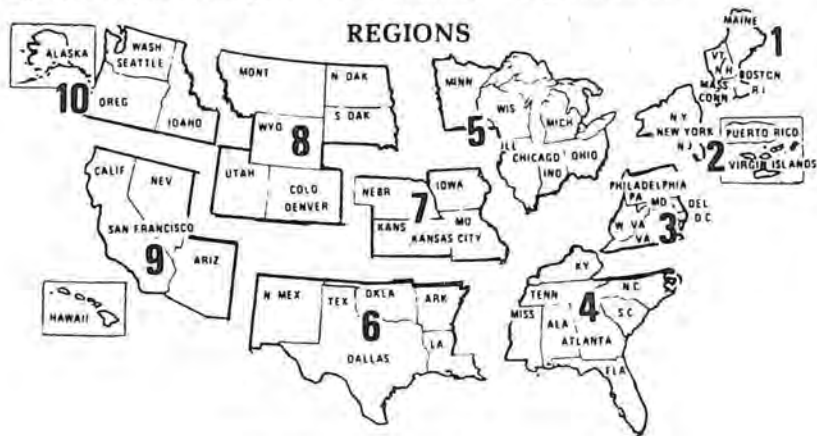 REGIONS
MAINE
1
ALASKA
WASH
SEATTLE
10
OREG
IDAHO
MONT
N DAK
S DAK
WYO
8
UTAH
COLO
DENVER
MINN
WIS
MICH
5
ILL
CHICAGO
IND
OHIO
VT
N H
MASS
BOSTON
CONN
R I
N Y
NEW YORK
N J
2
PUERTO RICO
VIRGIN ISLANDS
CALIF
NEV
SAN FRANCISCO
9
ARIZ
HAWAII
NEBR
IOWA
7
KANS
MO
KANSAS CITY
PHILADELPHIA
PA
MD
DEL
D.C.
W VA
VA
3
N MEX
TEX
OKLA
ARK
6
LA
DALLAS
KY
TENN
N.C.
4
S.C.
MISS
ALA
ATLANTA
FLA